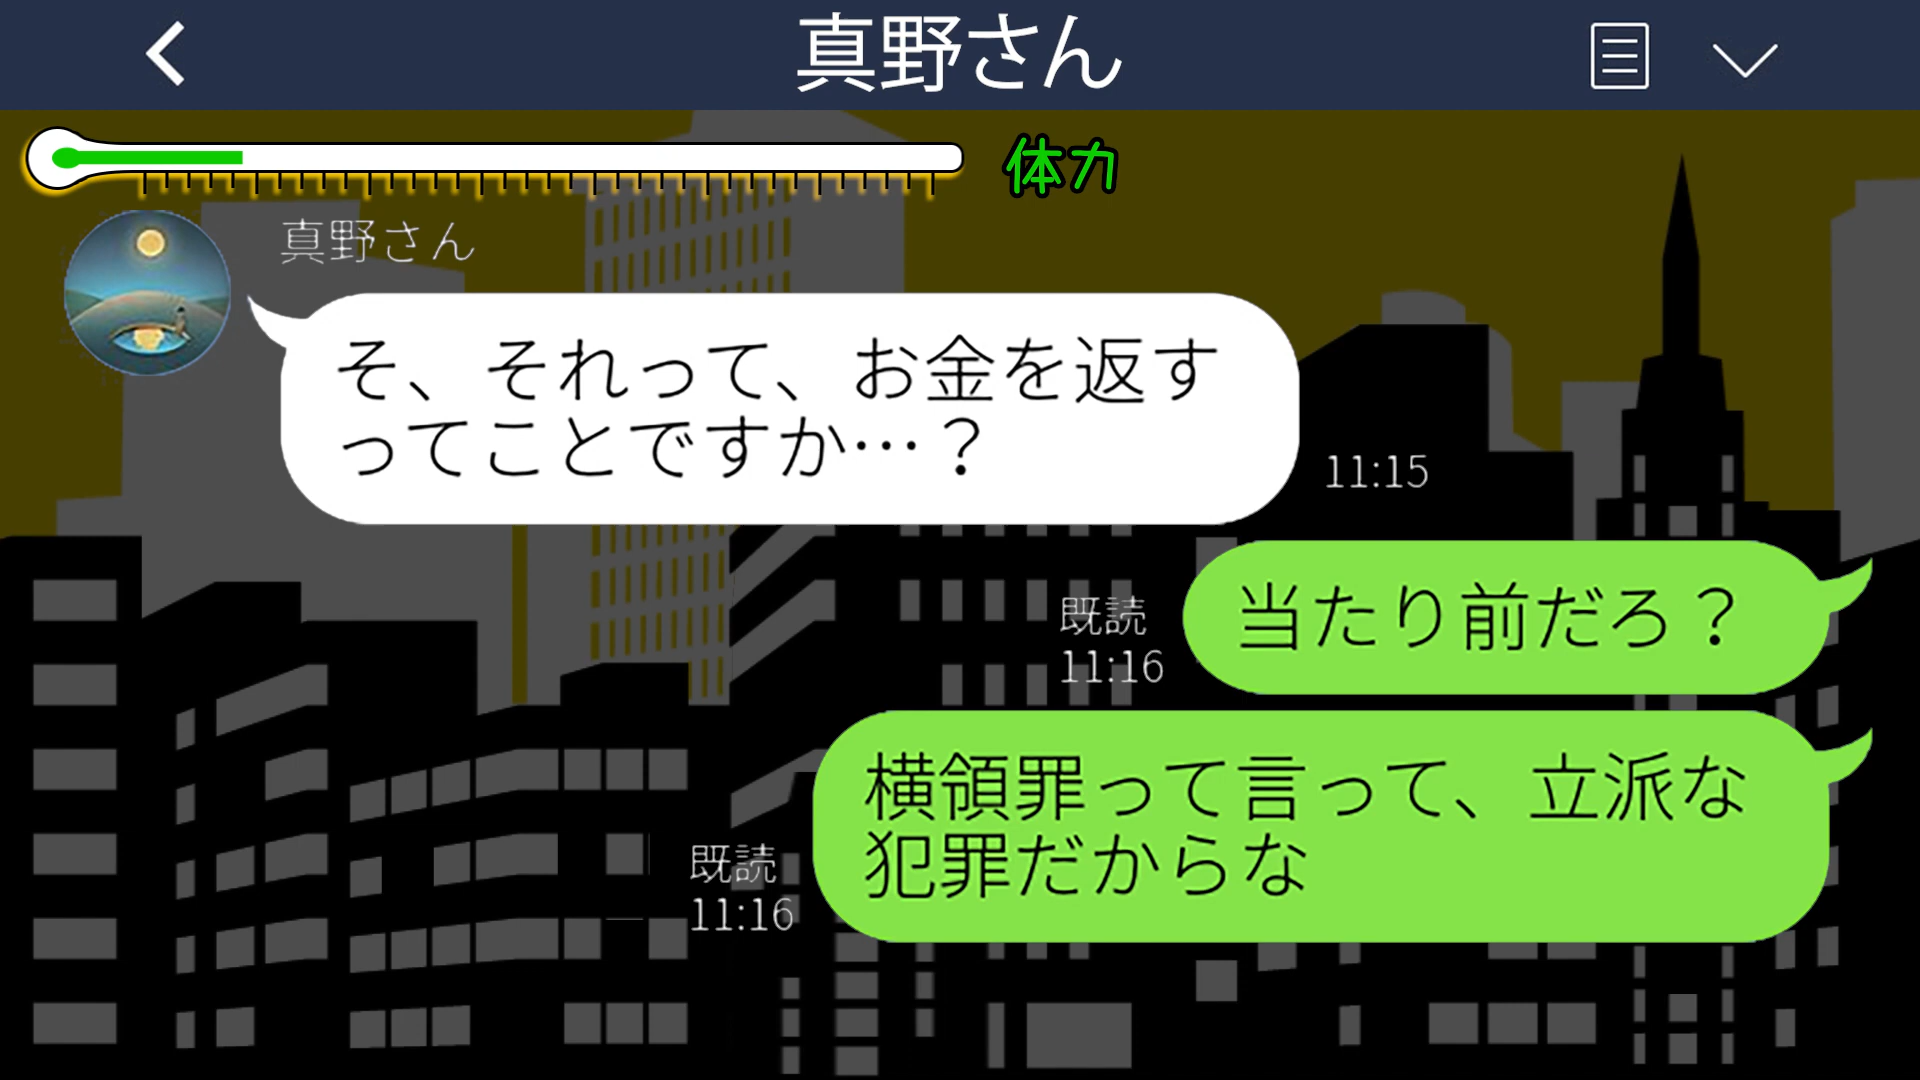 真野さん
体力
真野さん
そ、それって、お金を返す
ってことですか…？
11:15
当たり前だろ？
既読
11:16
横領罪って言って、立派な
犯罪だからな
既読
11:16